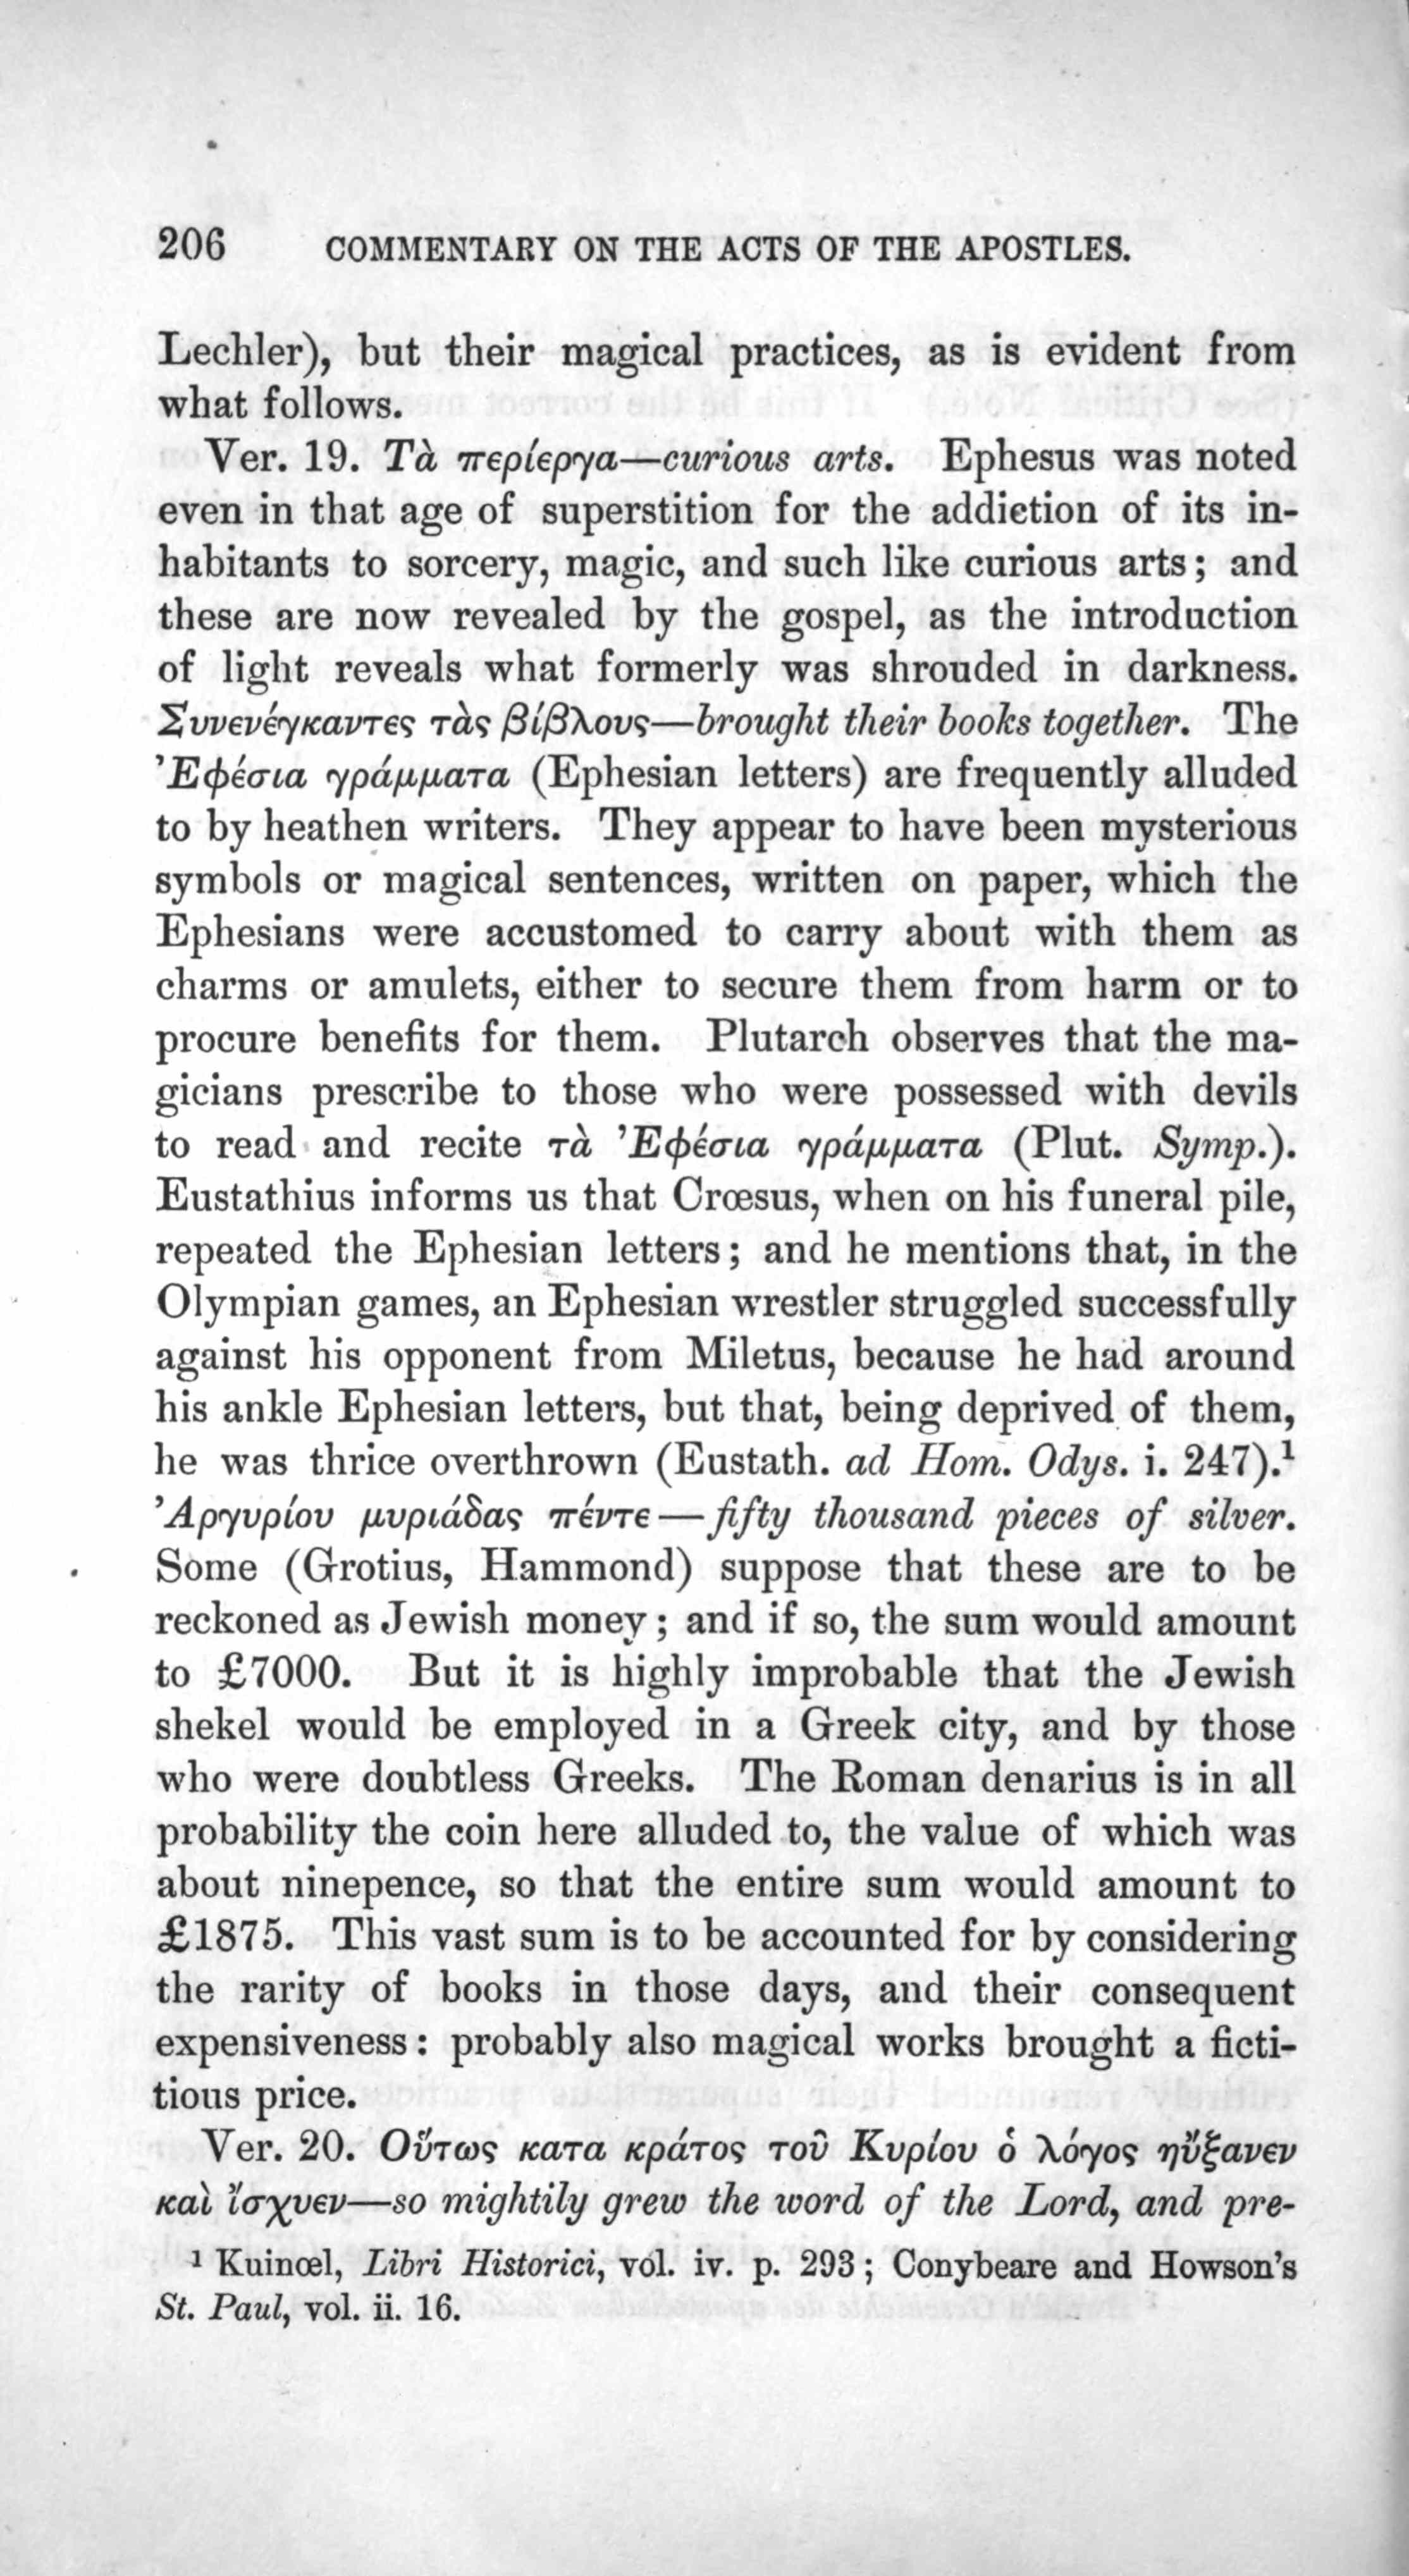 206 COMMENTARY ON THE ACTS OF THE APOSTLES.
Lechler), but their magical practices, as is evident from
what follows.
Ver. 19. Τὰ περίεργα—curious arts. Ephesus was noted
even in that age of superstition for the addiction of its in-
habitants to sorcery, magic, and such like curious arts; and
these are now revealed by the gospel, as the introduction
of light reveals what formerly was shrouded in darkness.
Συνενέγκαντες τὰς βίβλους—brought their books together. The
Ἐφέσια γράμματα (Ephesian letters) are frequently alluded
to by heathen writers. They appear to have been mysterious
symbols or magical sentences, written on paper, which the
Ephesians were accustomed to carry about with them as
charms or amulets, either to secure them from harm or to
procure benefits for them. Plutarch observes that the ma-
gicians prescribe to those who were possessed with devils
to read and recite τὰ Ἐφέσια γράμματα (Plut. Symp.).
Eustathius informs us that Crœsus, when on his funeral pile,
repeated the Ephesian letters; and he mentions that, in the
Olympian games, an Ephesian wrestler struggled successfully
against his opponent from Miletus, because he had around
his ankle Ephesian letters, but that, being deprived of them,
he was thrice overthrown (Eustath. ad Hom. Odys. i. 247).¹
Ἀργυρίου μυριάδας πέντε—fifty thousand pieces of silver.
Some (Grotius, Hammond) suppose that these are to be
reckoned as Jewish money; and if so, the sum would amount
to £7000. But it is highly improbable that the Jewish
shekel would be employed in a Greek city, and by those
who were doubtless Greeks. The Roman denarius is in all
probability the coin here alluded to, the value of which was
about ninepence, so that the entire sum would amount to
£1875. This vast sum is to be accounted for by considering
the rarity of books in those days, and their consequent
expensiveness: probably also magical works brought a ficti-
tious price.
Ver. 20. Οὕτως κατα κράτος τοῦ Κυρίου ὁ λόγος ηὔξανεν
καὶ ἴσχυεν—so mightily grew the word of the Lord, and pre-
¹ Kuinœl, Libri Historici, vol. iv. p. 293; Conybeare and Howson's
St. Paul, vol. ii. 16.